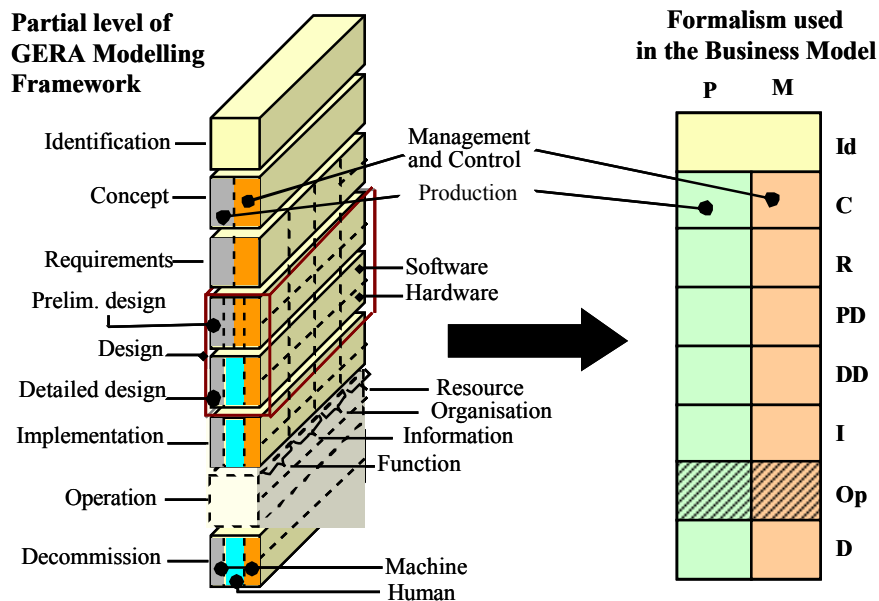 Partial level of
GERA Modelling
Framework
Formalism used
in the Business Model
P M
Identification
Management
and Control
Id
Concept
Production
C
Requirements
Software
R
Prelim. design
Hardware
PD
Design
Detailed design
Resource
DD
Organisation
Implementation
Information
I
Function
Operation
Op
Decommission
Machine
D
Human